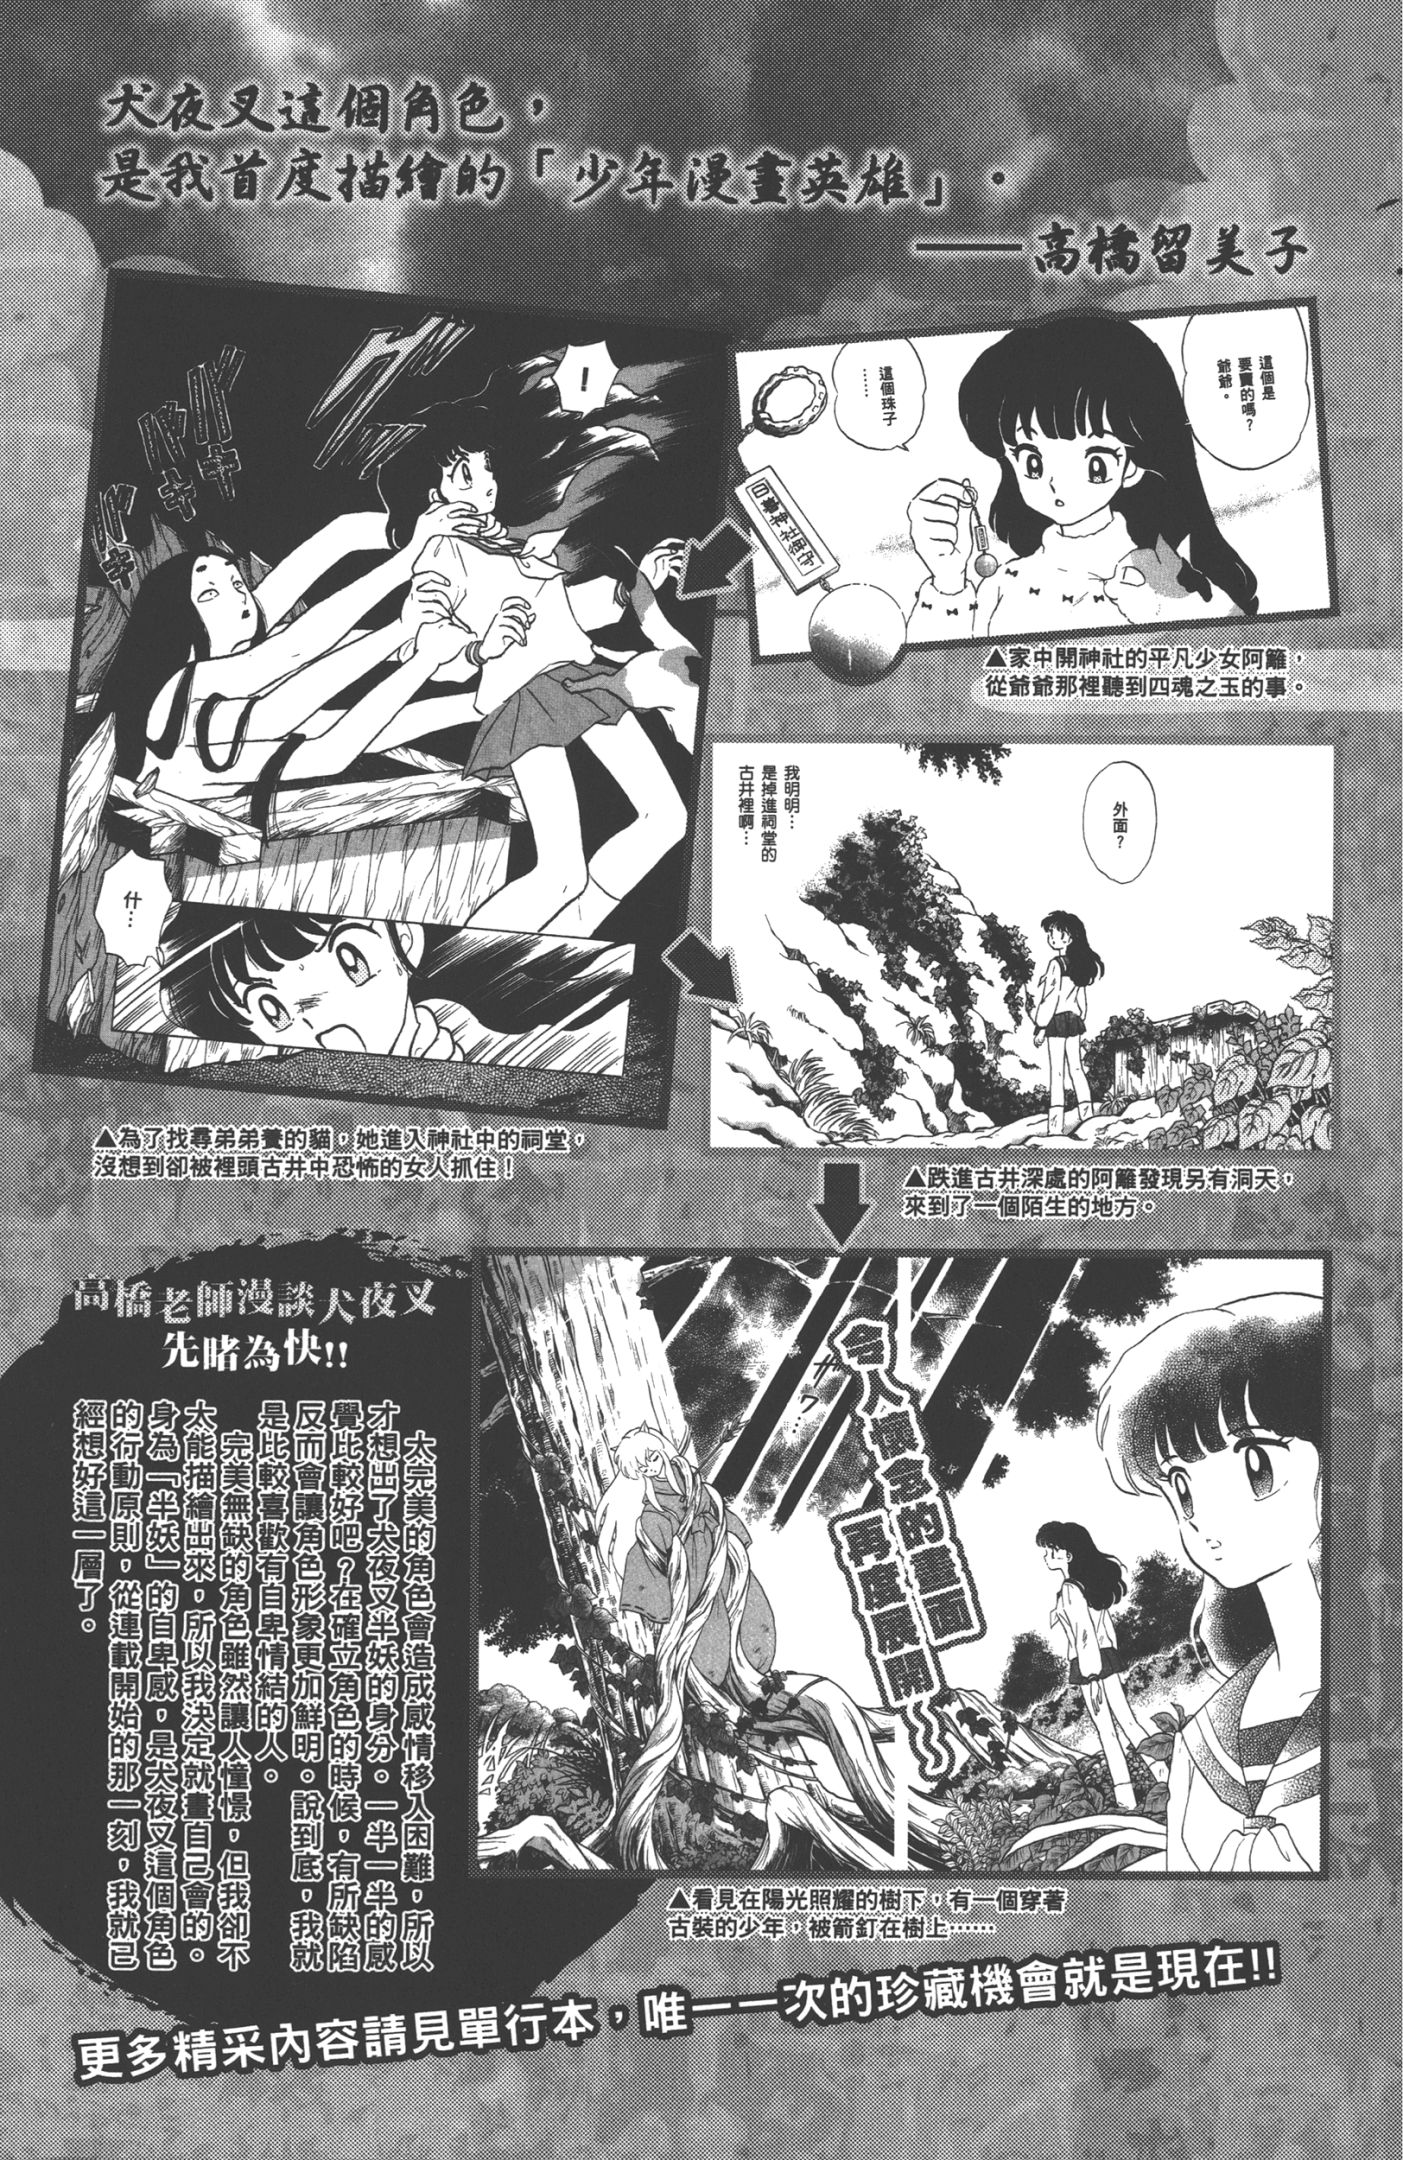 犬夜叉這個角色，
是我首度描繪的「少年漫畫英雄」。
——高橋留美子
這個是
要賣的嗎？
爺爺。
這個珠子
……
日暮神社
▲家中開神社的平凡少女阿籬，
從爺爺那裡聽到四魂之玉的事。
！
什…
▲為了找尋弟弟養的貓，她進入神社中的祠堂，
沒想到卻被裡頭古井中恐怖的女人抓住！
外面？
我明明…
是掉進祠堂的
古井裡啊…
▲跌進古井深處的阿籬發現另有洞天，
來到了一個陌生的地方。
ザワ…
令人懷念的畫面
再度展開～～
▲看見在陽光照耀的樹下，有一個穿著
古裝的少年，被箭釘在樹上……
高橋老師漫談犬夜叉
先睹為快!!
太完美的角色會造成感情移入困難，所以
才想出了犬夜叉半妖的身分。一半一半的感
覺比較好吧？在確立角色的時候，有所缺陷
反而會讓角色形象更加鮮明。說到底，我就
是比較喜歡有自卑情結的人。
完美無缺的角色雖然讓人憧憬，但我卻不
太能描繪出來，所以我決定就畫自己會的。
身為「半妖」的自卑感，是犬夜叉這個角色
的行動原則，從連載開始的那一刻，我就已
經想好這一層了。
更多精采內容請見單行本，唯一一次的珍藏機會就是現在!!